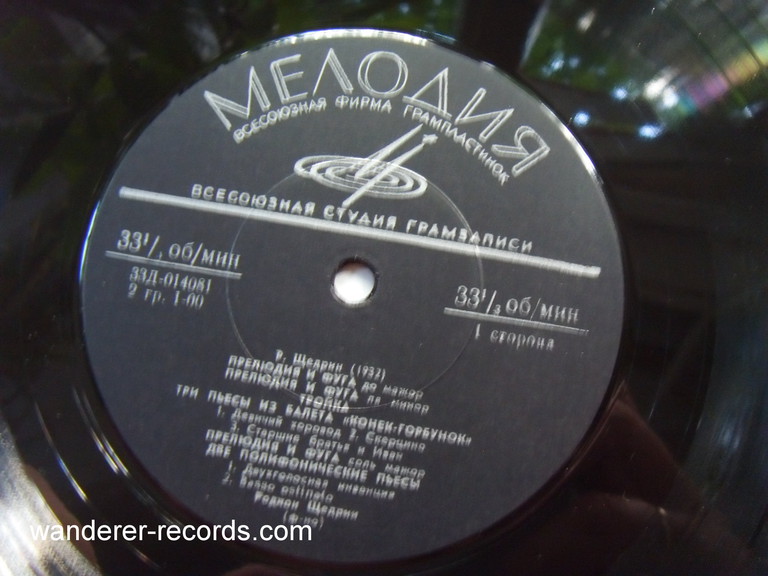 МЕЛОДИЯ
ВСЕСОЮЗНАЯ ФИРМА ГРАМПЛАСТИНОК
ВСЕСОЮЗНАЯ СТУДИЯ ГРАМЗАПИСИ
33¹/₃ об/мин
33Д-014081
2 гр. 1-00
33¹/₃ об/мин
1 сторона
Р. Щедрин (1932)
ПРЕЛЮДИЯ И ФУГА до мажор
ПРЕЛЮДИЯ И ФУГА ля минор
ТРОЙКА
ТРИ ПЬЕСЫ ИЗ БАЛЕТА «КОНЕК-ГОРБУНОК»
1. Девичий хоровод 2. Скерцино
3. Старшие братья и Иван
ПРЕЛЮДИЯ И ФУГА соль мажор
ДВЕ ПОЛИФОНИЧЕСКИЕ ПЬЕСЫ
1. Двухголосная инвенция
2. Basso ostinato
Родион Щедрин
(ф-но)
wanderer-records.com